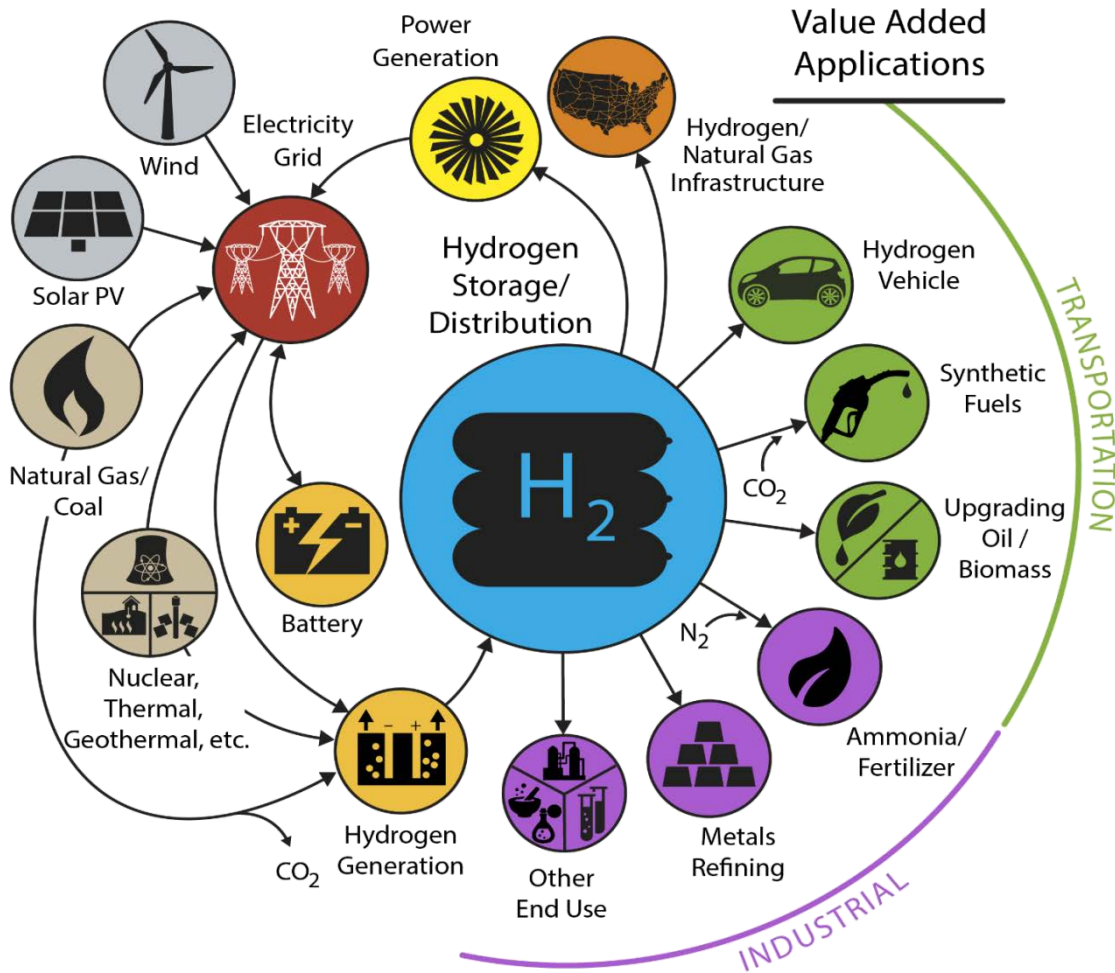 Value Added
Applications
Power
Generation
Wind
Electricity
Grid
Hydrogen/
Natural Gas
Infrastructure
Solar PV
Hydrogen
Storage/
Distribution
Hydrogen
Vehicle
TRANSPORTATION
Natural Gas/
Coal
H2
Synthetic
Fuels
CO2
Upgrading
Oil /
Biomass
+ -
Battery
N2
Nuclear,
Thermal,
Geothermal, etc.
- +
Ammonia/
Fertilizer
Hydrogen
Generation
CO2
Other
End Use
Metals
Refining
INDUSTRIAL